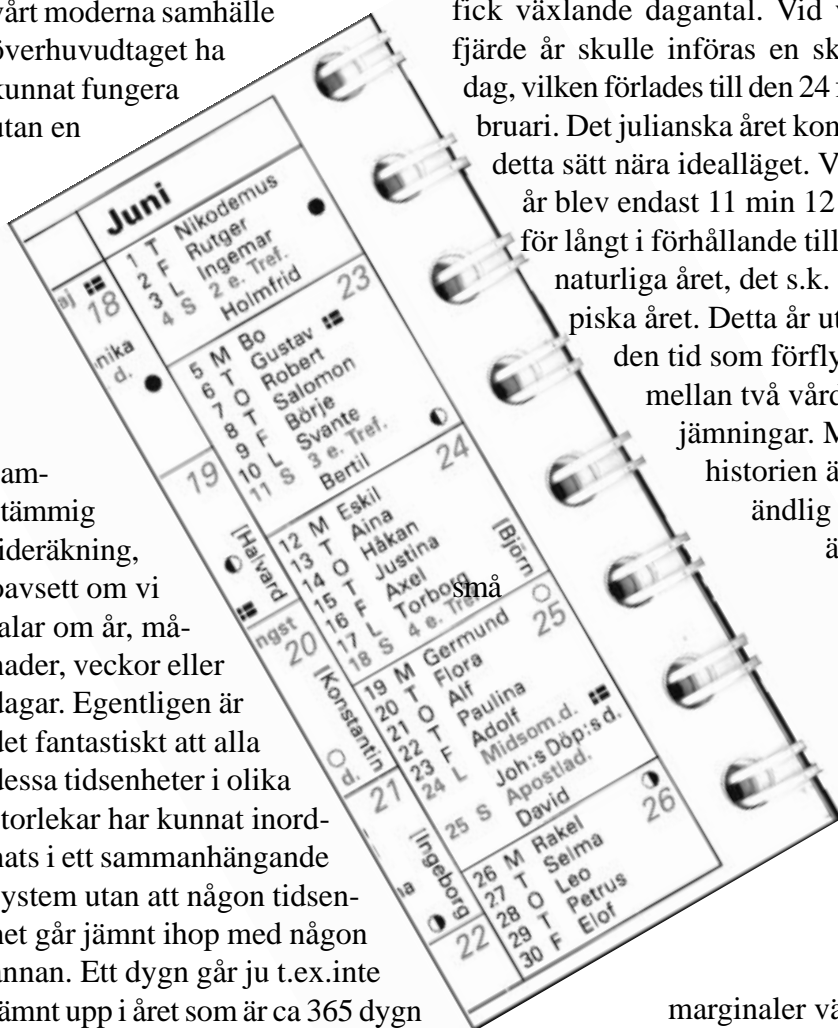 vårt moderna samhälle
överhuvudtaget ha
kunnat fungera
utan en
sam-
stämmig
tideräkning,
oavsett om vi
talar om år, må-
nader, veckor eller
dagar. Egentligen är
det fantastiskt att alla
dessa tidsenheter i olika
storlekar har kunnat inord-
nats i ett sammanhängande
system utan att någon tidsen-
het går jämnt ihop med någon
annan. Ett dygn går ju t.ex.inte
jämnt upp i året som är ca 365 dygn
18
nika
d.
19
Halvard
ngst
20
Konstantin
d.
21
Ingeborg
22
Juni
1 T Nikodemus
2 F Rutger
3 L Ingemar
4 S 2 e. Tref.
Holmfrid
23
5 M Bo
6 T Gustav
7 O Robert
8 T Salomon
9 F Börje
10 L Svante
11 S 3 e. Tref.
Bertil
24
12 M Eskil
13 T Aina
14 O Håkan
15 T Justina
16 F Axel
17 L Torborg
18 S 4 e. Tref
Björn
25
19 M Germund
20 T Flora
21 O Alf
22 T Paulina
23 F Adolf
24 L Midsom.d.
Joh:s Döp:s d.
25 S Apostlad.
David
26
26 M Rakel
27 T Selma
28 O Leo
29 T Petrus
30 F Elof
fick växlande dagantal. Vid v
fjärde år skulle införas en sk
dag, vilken förlades till den 24 f
bruari. Det julianska året kon
detta sätt nära idealläget. V
år blev endast 11 min 12
för långt i förhållande till
naturliga året, det s.k.
piska året. Detta år ut
den tid som förfly
mellan två vård
jämningar. M
historien ä
ändlig
ä
små
marginaler vä